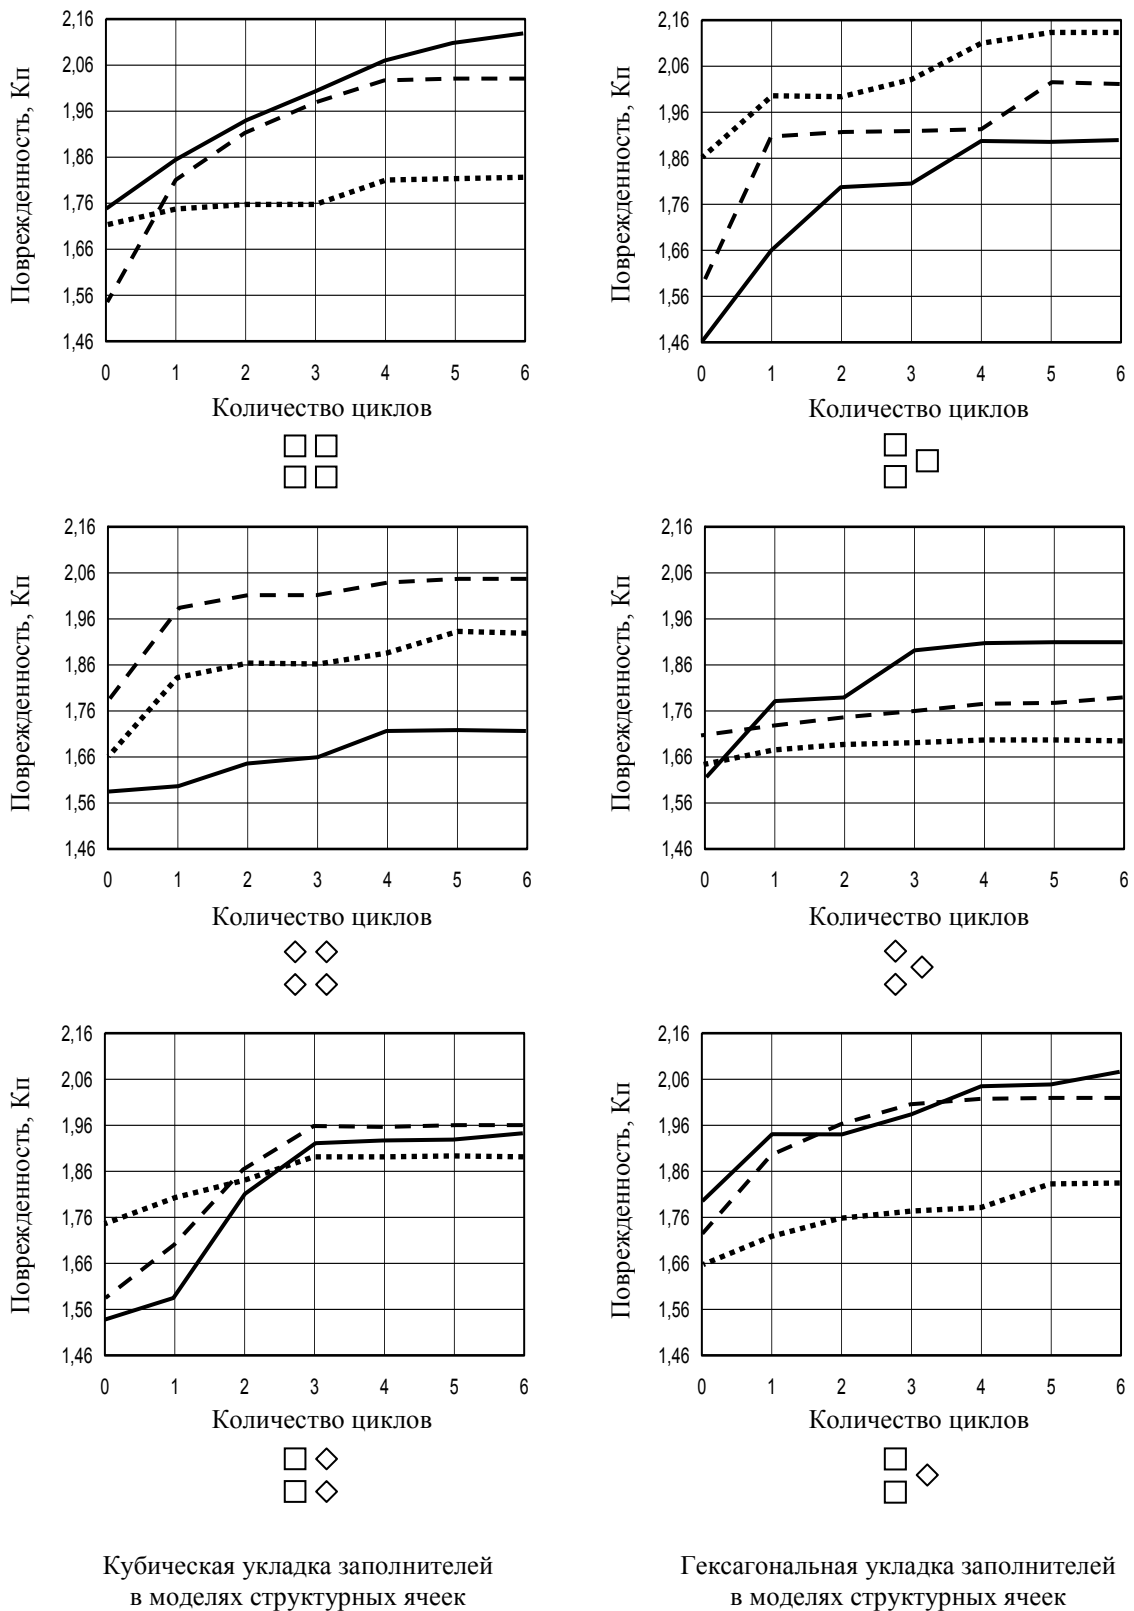 2,16
2,06
1,96
1,86
1,76
1,66
1,56
1,46
Поврежденность, Кп
0 1 2 3 4 5 6
Количество циклов
2,16
2,06
1,96
1,86
1,76
1,66
1,56
1,46
Поврежденность, Кп
0 1 2 3 4 5 6
Количество циклов
2,16
2,06
1,96
1,86
1,76
1,66
1,56
1,46
Поврежденность, Кп
0 1 2 3 4 5 6
Количество циклов
2,16
2,06
1,96
1,86
1,76
1,66
1,56
1,46
Поврежденность, Кп
0 1 2 3 4 5 6
Количество циклов
2,16
2,06
1,96
1,86
1,76
1,66
1,56
1,46
Поврежденность, Кп
0 1 2 3 4 5 6
Количество циклов
2,16
2,06
1,96
1,86
1,76
1,66
1,56
1,46
Поврежденность, Кп
0 1 2 3 4 5 6
Количество циклов
Кубическая укладка заполнителей
в моделях структурных ячеек
Гексагональная укладка заполнителей
в моделях структурных ячеек